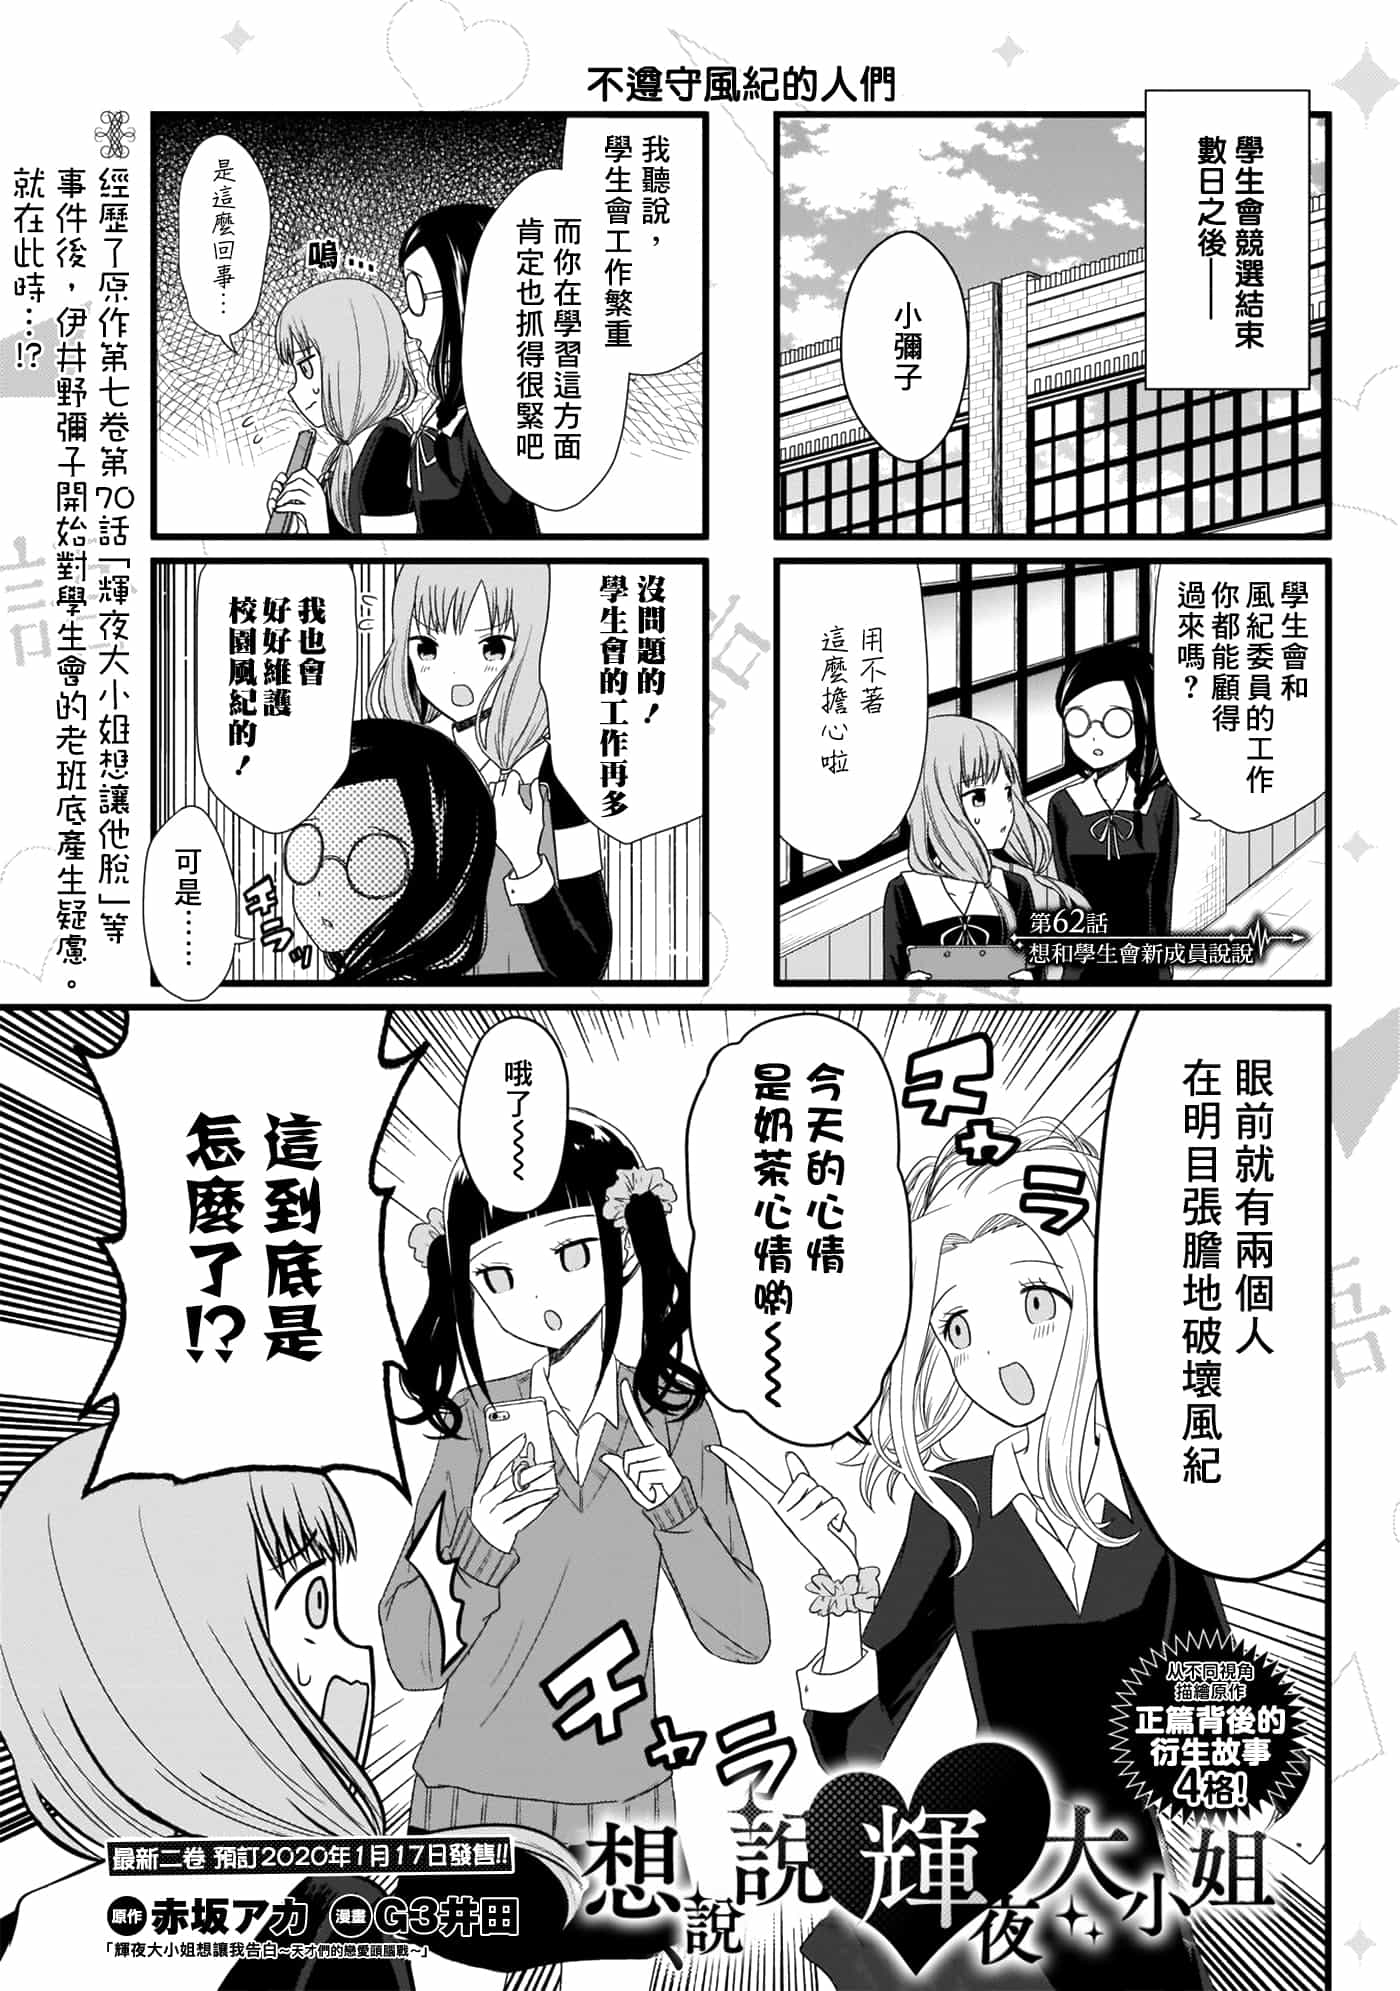 不遵守風紀的人們
學生會競選結束
數日之後──
小彌子
我聽說，
學生會工作繁重
而你在學習這方面
肯定也抓得很緊吧
嗚…
是這麼回事…
學生會和
風紀委員的工作
你都能顧得
過來嗎？
用不著
這麼擔心啦
第62話
想和學生會新成員說說
沒問題的！
學生會的工作再多
我也會
好好維護
校園風紀的！
可是……
チラッ
經歷了原作第七卷第70話「輝夜大小姐想讓他脫」等
事件後，伊井野彌子開始對學生會的老班底產生疑慮。
就在此時…!?
眼前就有兩個人
在明目張膽地破壞風紀
チャラ
今天的心情
是奶茶心情喲～
哦了～
這到底是
怎麼了!?
チャラ
从不同視角
描繪原作
正篇背後的
衍生故事
4格！
想說說輝夜大小姐
最新二卷 預訂2020年1月17日發售!!
原作 赤坂アカ 漫畫 G3井田
「輝夜大小姐想讓我告白～天才們的戀愛頭腦戰～」